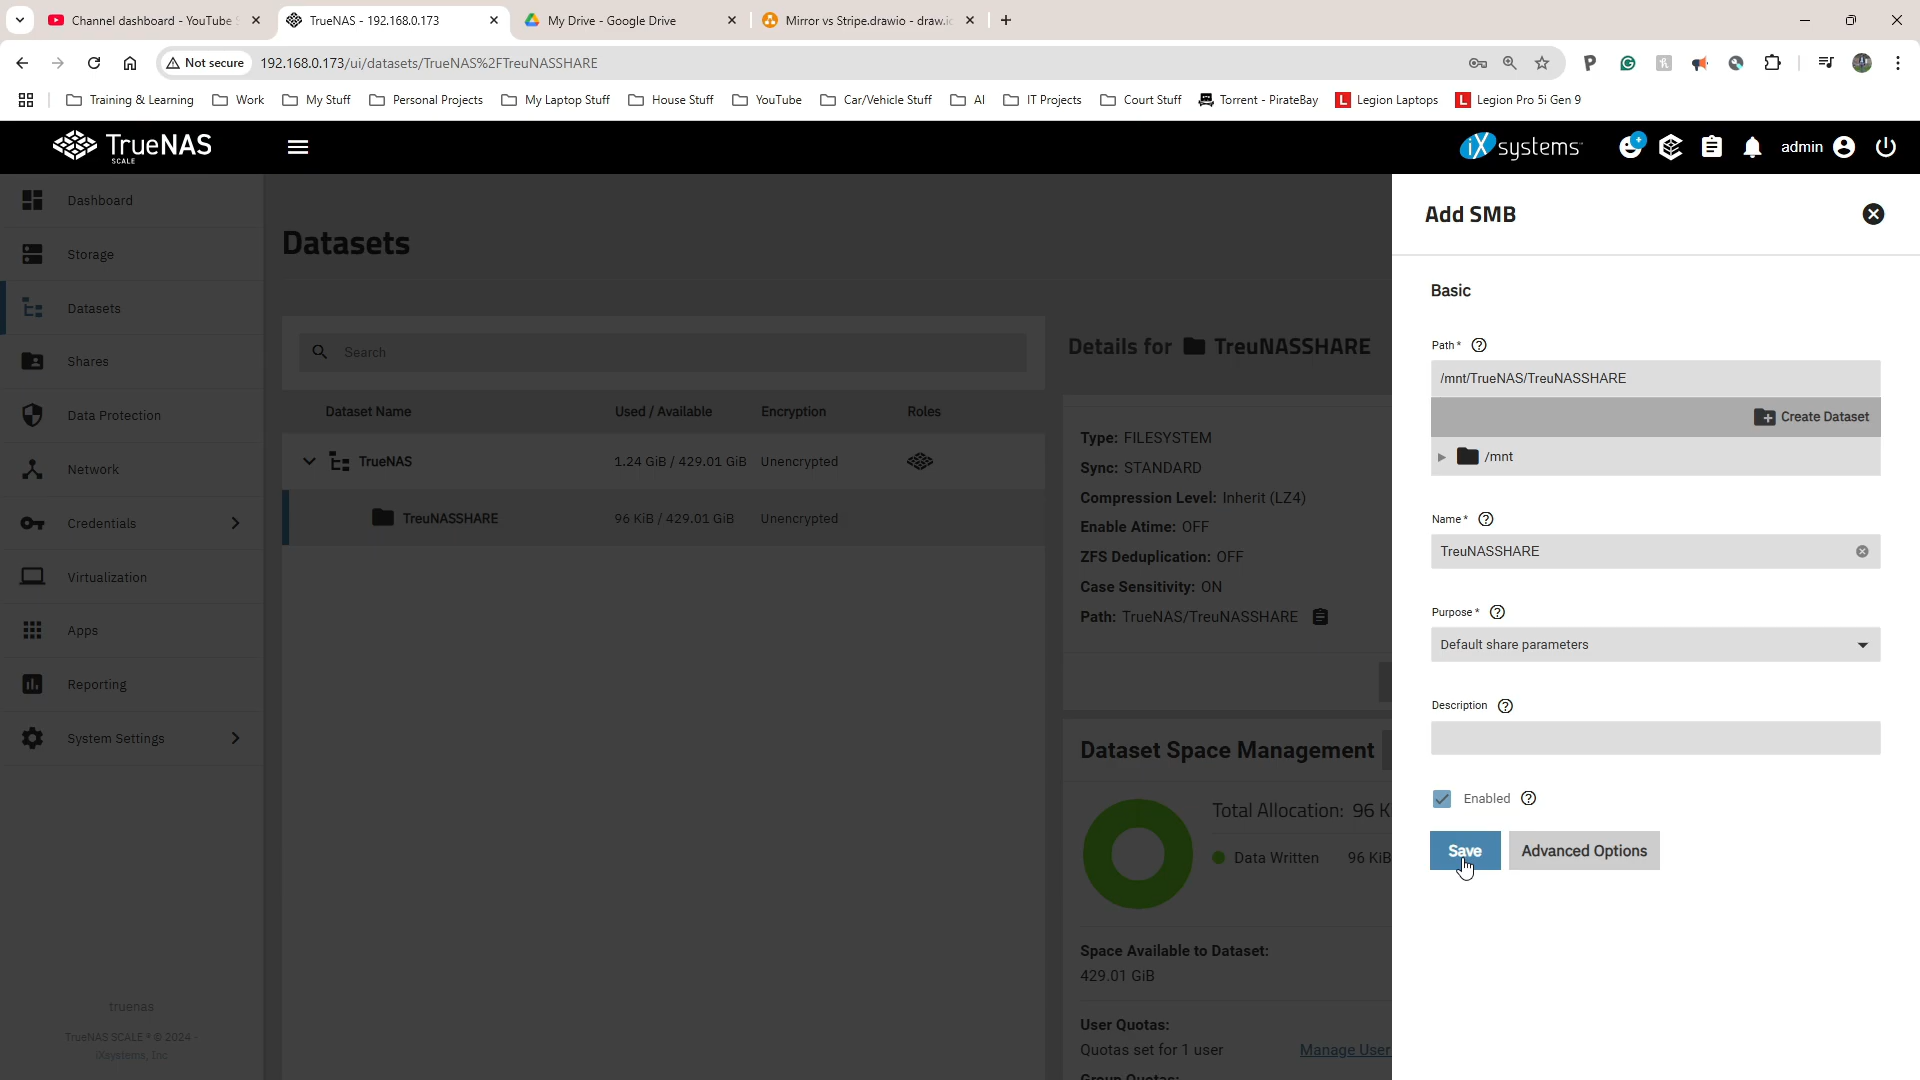 Channel dashboard - YouTube S
TrueNAS - 192.168.0.173
My Drive - Google Drive
Mirror vs Stripe.drawio - draw.io
Not secure
192.168.0.173/ui/datasets/TrueNAS%2FTreuNASSHARE
Training & Learning
Work
My Stuff
Personal Projects
My Laptop Stuff
House Stuff
YouTube
Car/Vehicle Stuff
AI
IT Projects
Court Stuff
Torrent - PirateBay
L Legion Laptops
L Legion Pro 5i Gen 9
TrueNAS
SCALE
iXsystems
admin
Dashboard
Storage
Datasets
Shares
Data Protection
Network
Credentials
Virtualization
Apps
Reporting
System Settings
truenas
TrueNAS SCALE ® © 2024 -
iXsystems, Inc
Datasets
Search
Dataset Name Used / Available Encryption Roles
TrueNAS 1.24 GiB / 429.01 GiB Unencrypted
TreuNASSHARE 96 KiB / 429.01 GiB Unencrypted
Details for TreuNASSHARE
Type: FILESYSTEM
Sync: STANDARD
Compression Level: Inherit (LZ4)
Enable Atime: OFF
ZFS Deduplication: OFF
Case Sensitivity: ON
Path: TrueNAS/TreuNASSHARE
Dataset Space Management
Total Allocation: 96 K
Data Written 96 KiB
Space Available to Dataset:
429.01 GiB
User Quotas:
Quotas set for 1 user Manage User
Group Quotas:
Add SMB
Basic
Path *
/mnt/TrueNAS/TreuNASSHARE
Create Dataset
/mnt
Name *
TreuNASSHARE
Purpose *
Default share parameters
Description
Enabled
Save
Advanced Options